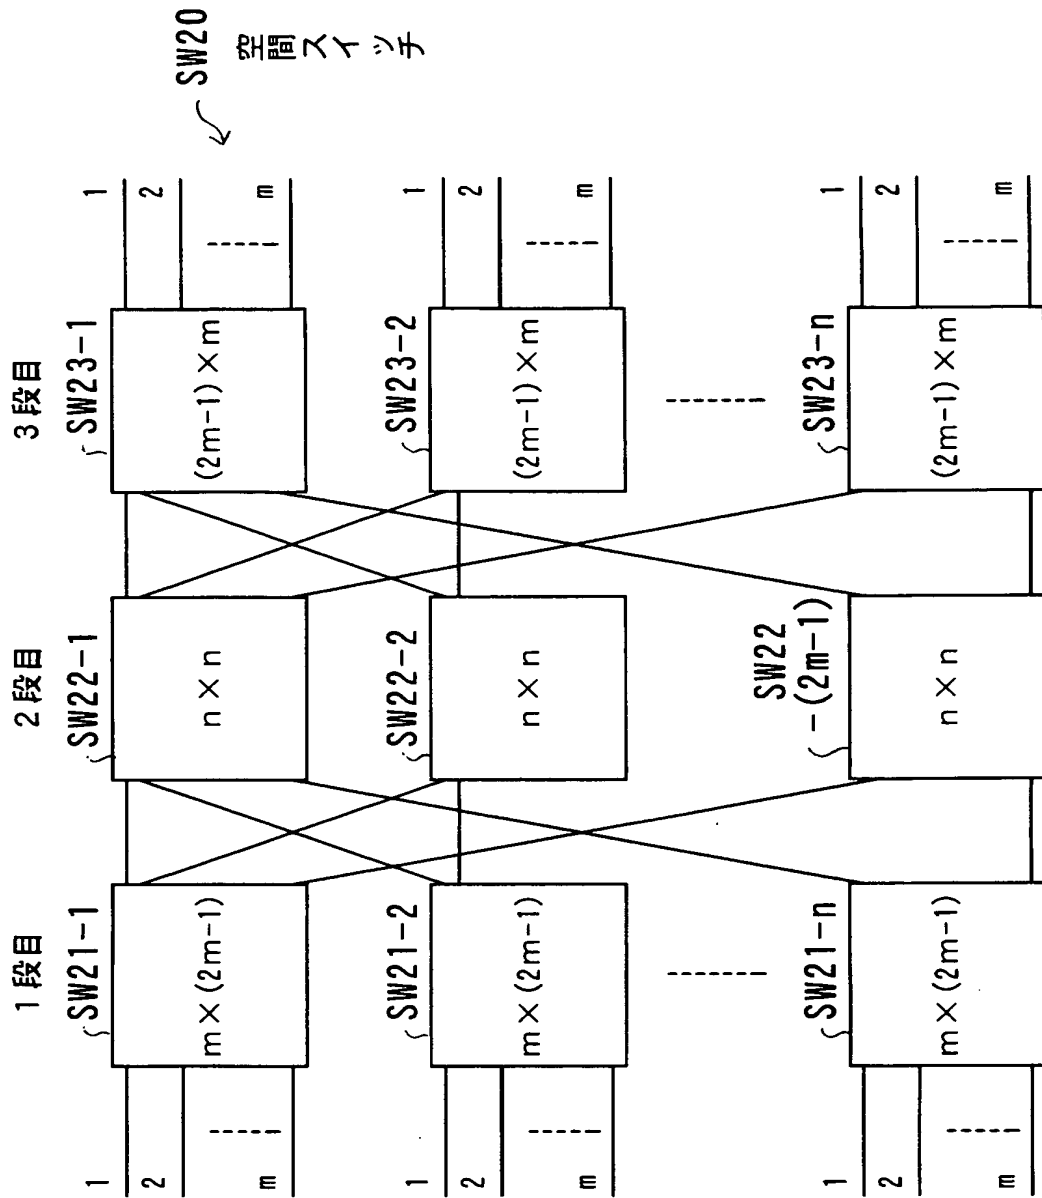 SW20
空間スイッチ
1段目
2段目
3段目
SW21-1
SW22-1
SW23-1
1
2
m
m×(2m-1)
n×n
(2m-1)×m
1
2
m
SW21-2
SW22-2
SW23-2
1
2
m
m×(2m-1)
n×n
(2m-1)×m
1
2
m
SW21-n
SW22
-(2m-1)
SW23-n
1
2
m
m×(2m-1)
n×n
(2m-1)×m
1
2
m